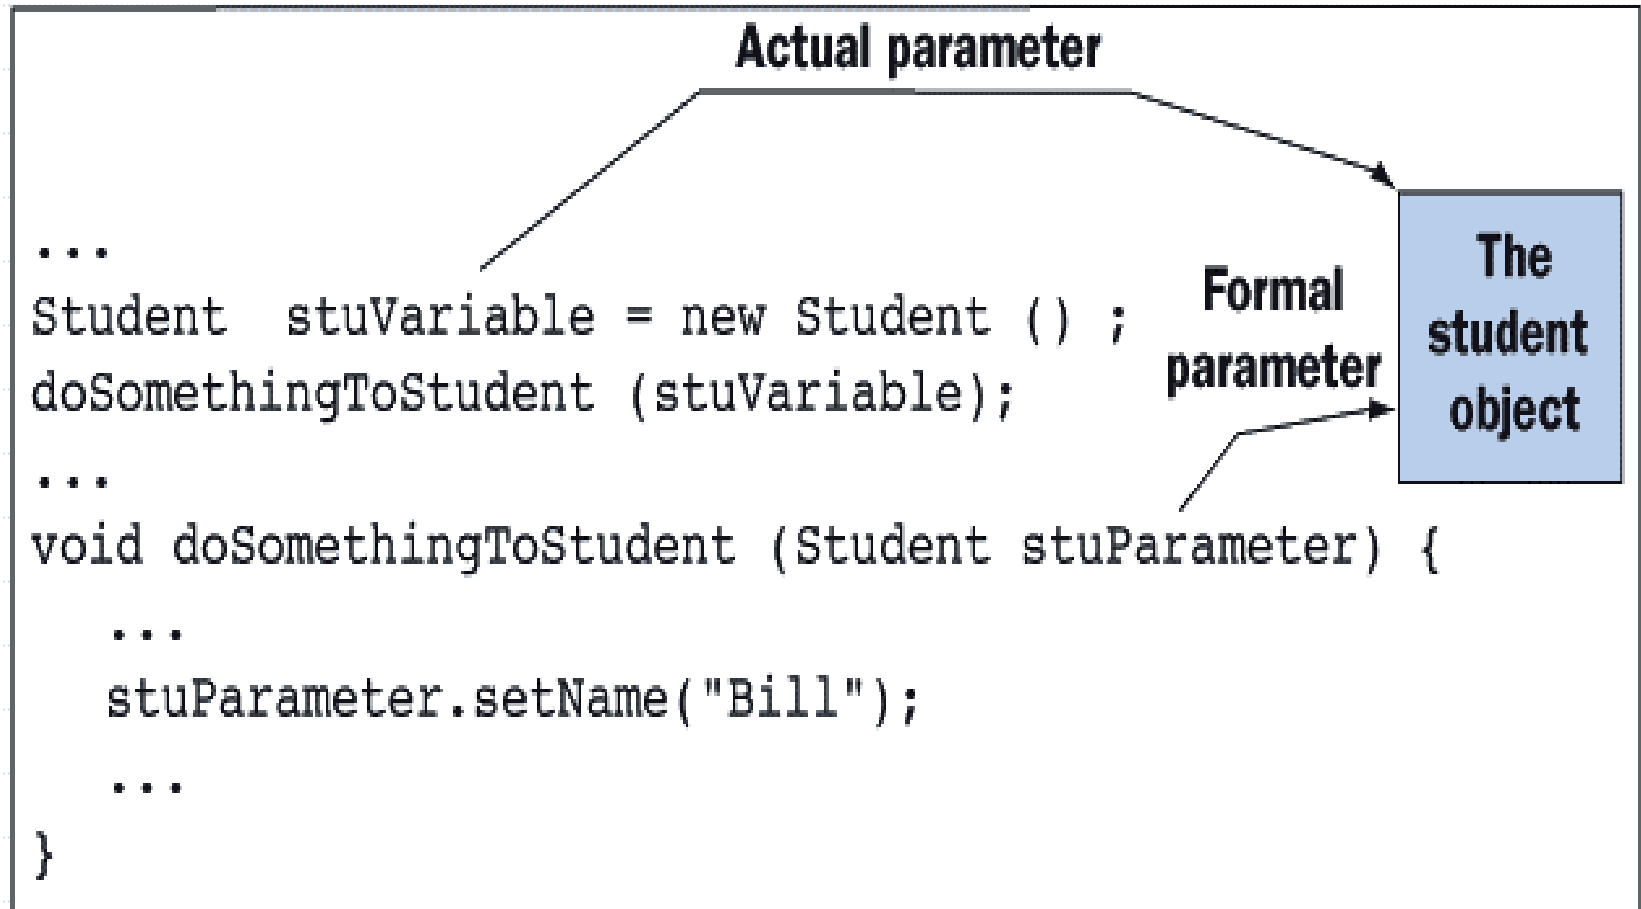 Actual parameter
...
Student  stuVariable = new Student () ;
doSomethingToStudent (stuVariable);
...
void doSomethingToStudent (Student stuParameter) {
...
stuParameter.setName("Bill");
...
}
Formal
parameter
The
student
object